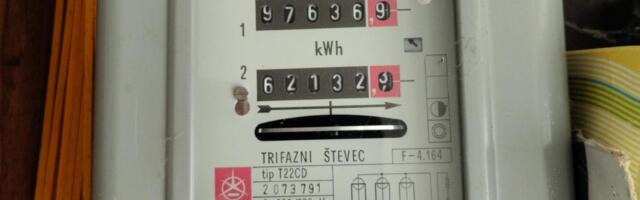 1 97636,9
kWh
2 62132,9
TRIFAZNI ŠTEVEC F-4.164
tip T22CD
2073791